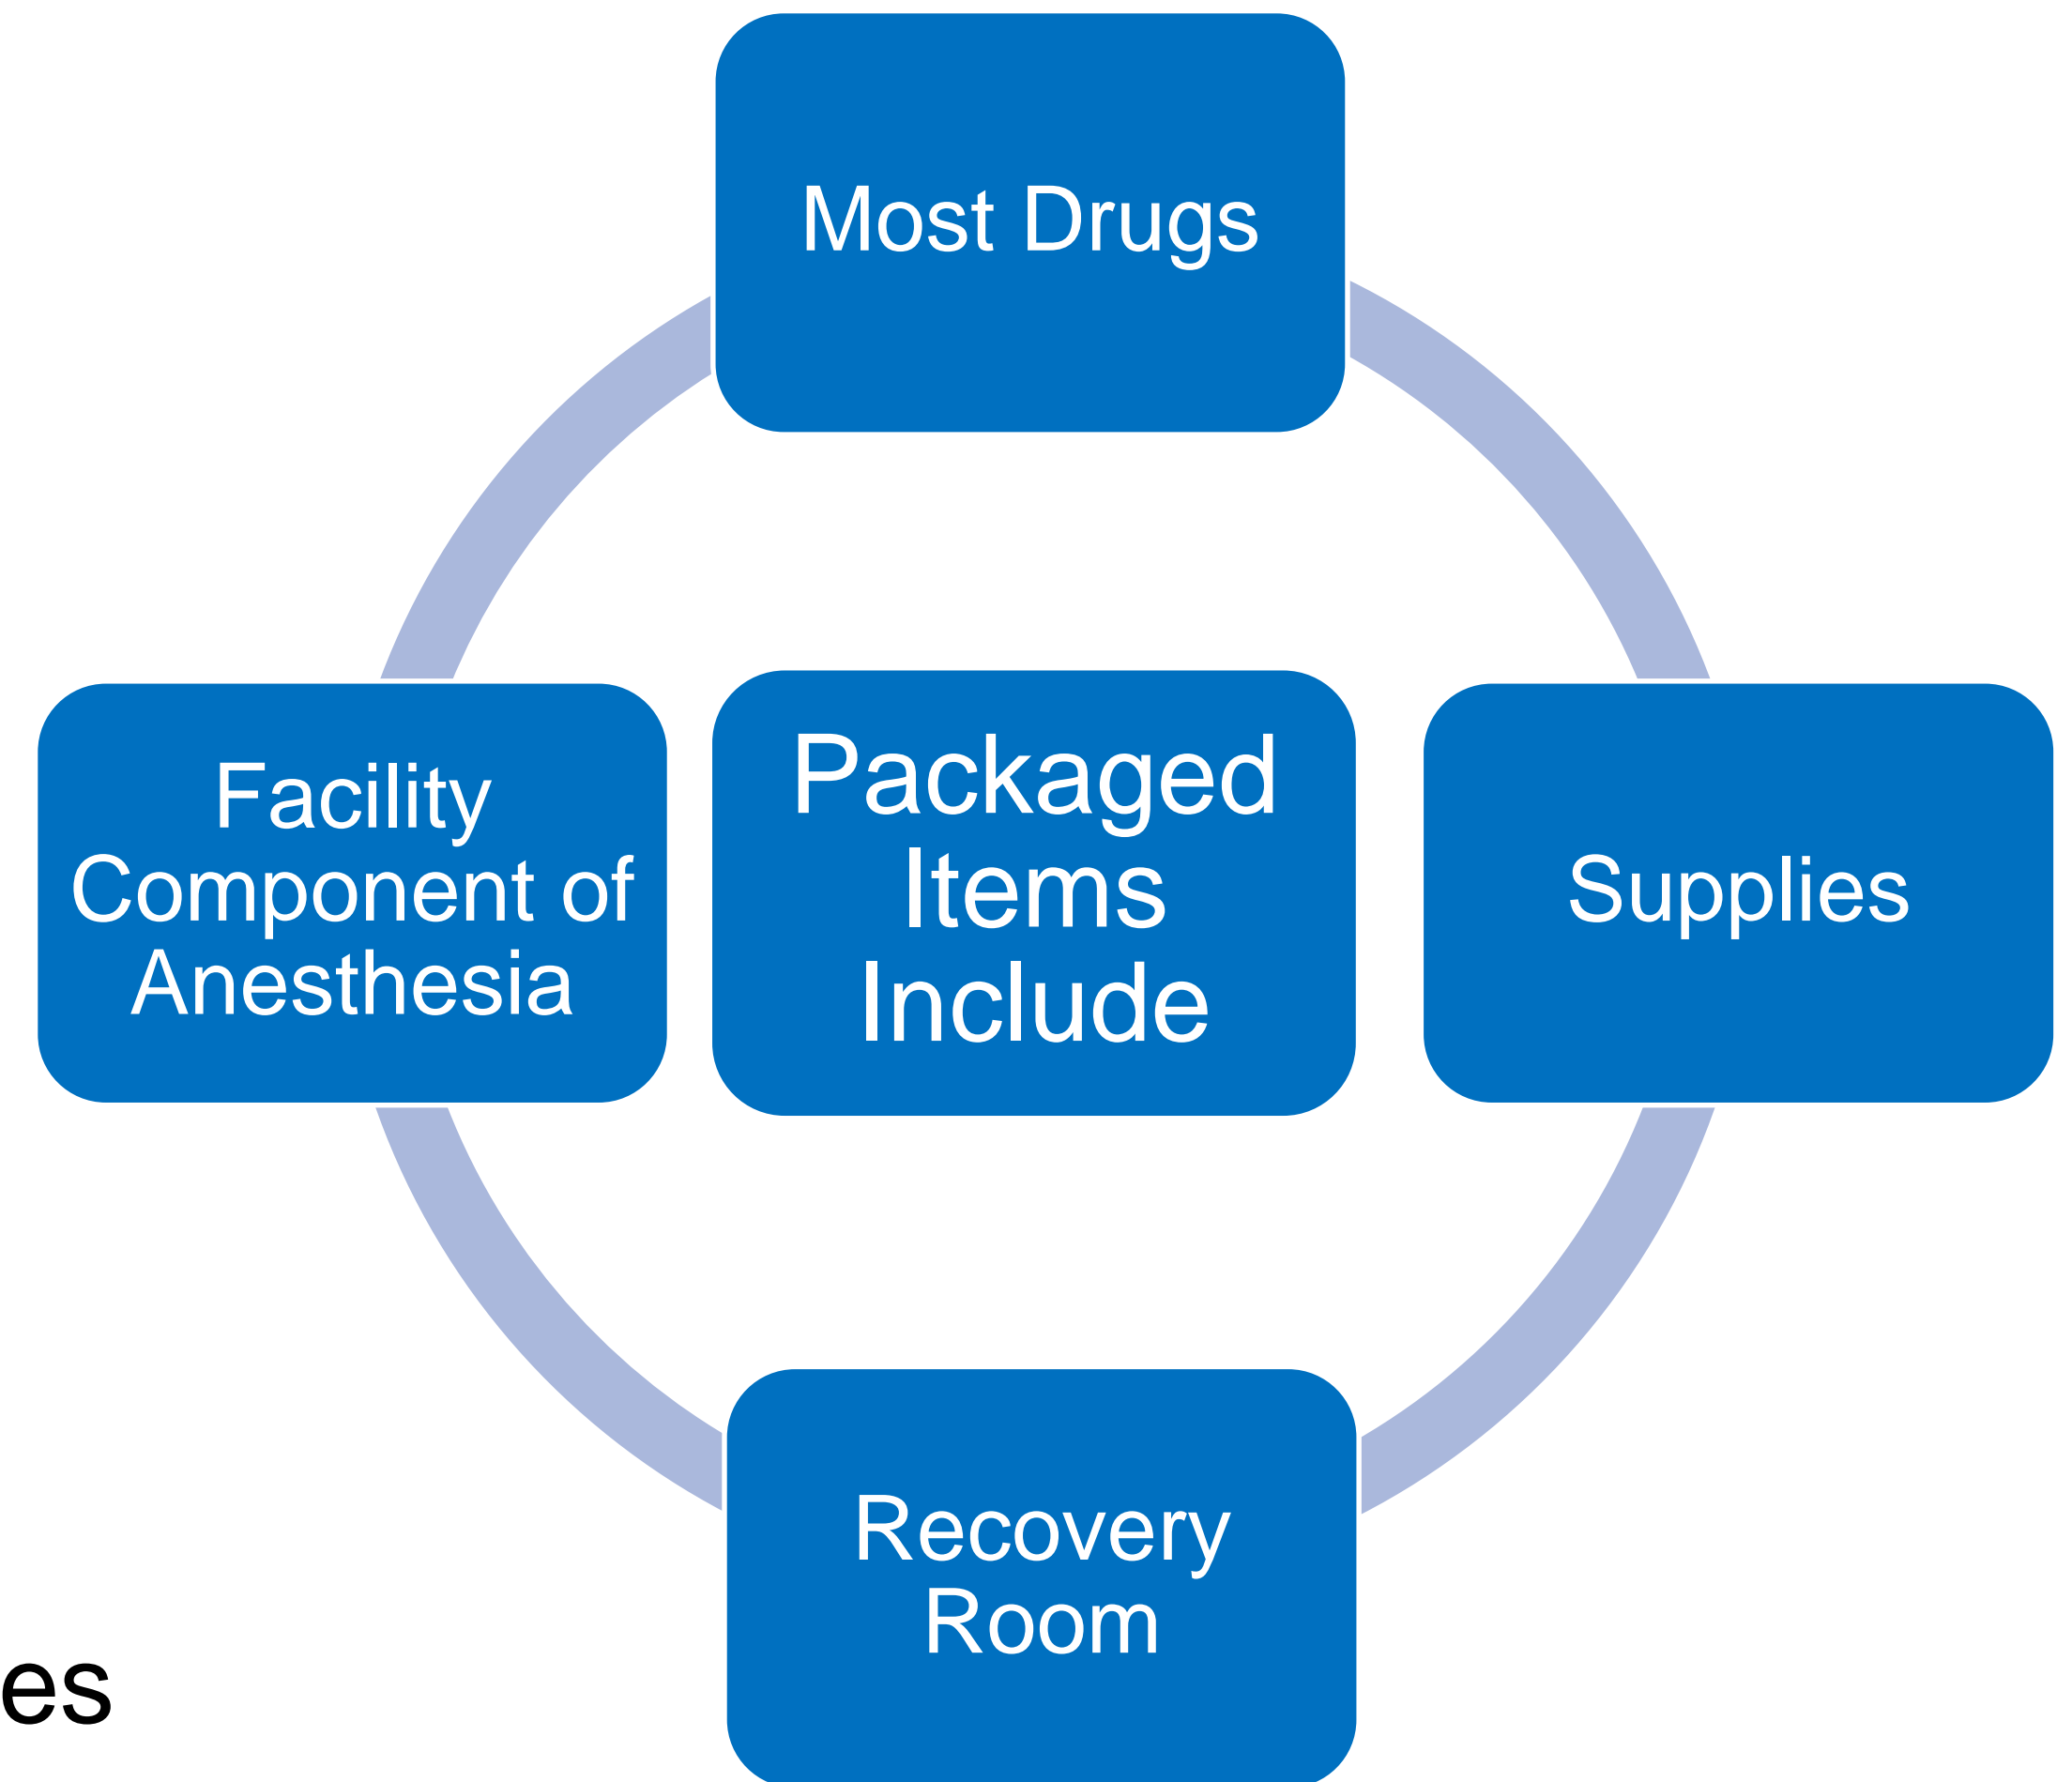 Most Drugs
Facility
Component of
Anesthesia
Packaged
Items
Include
Supplies
Recovery
Room
es